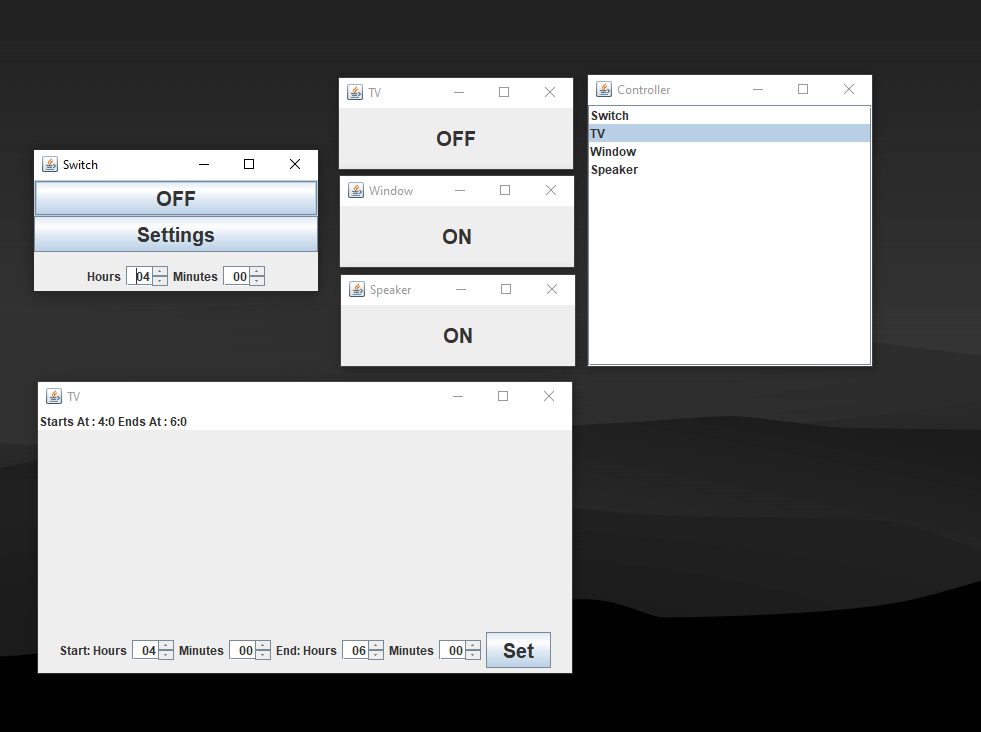 Switch
OFF
Settings
Hours 04 Minutes 00
TV
OFF
Window
ON
Speaker
ON
Controller
Switch
TV
Window
Speaker
TV
Starts At : 4:0 Ends At : 6:0
Start: Hours 04 Minutes 00 End: Hours 06 Minutes 00 Set